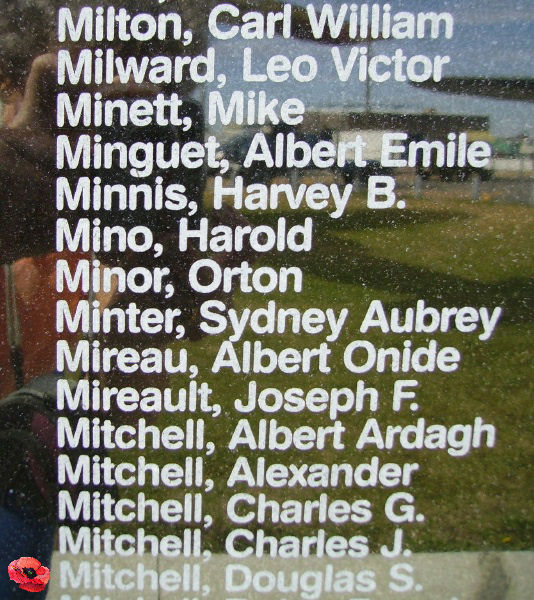 Milton, Carl William
Milward, Leo Victor
Minett, Mike
Minguet, Albert Emile
Minnis, Harvey B.
Mino, Harold
Minor, Orton
Minter, Sydney Aubrey
Mireau, Albert Onide
Mireault, Joseph F.
Mitchell, Albert Ardagh
Mitchell, Alexander
Mitchell, Charles G.
Mitchell, Charles J.
Mitchell, Douglas S.